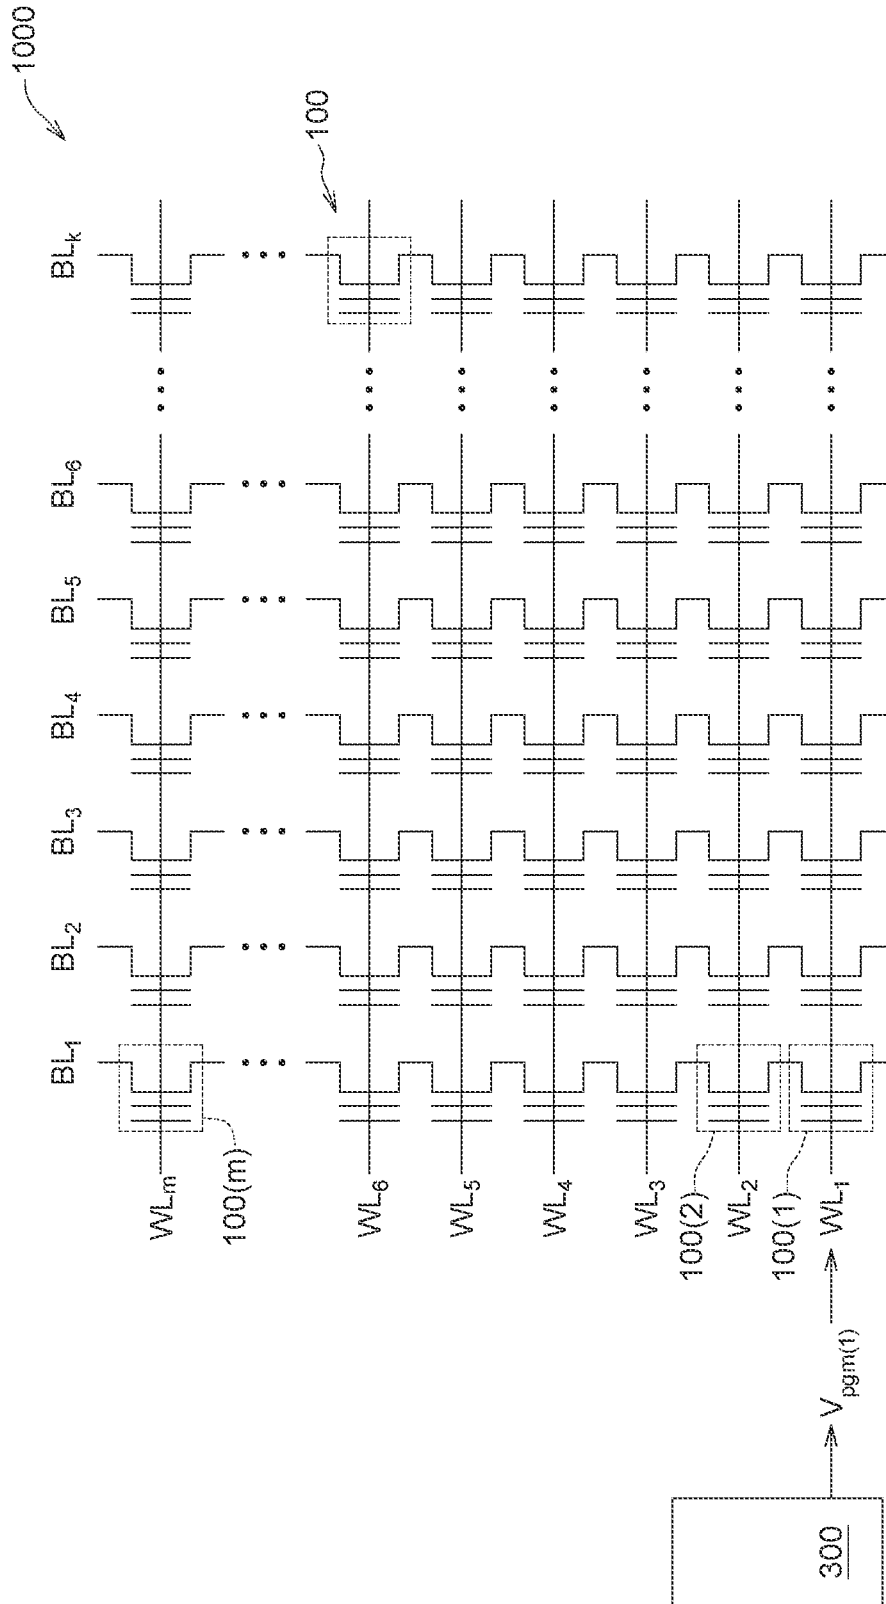 1000
100
BL₁ BL₂ BL₃ BL₄ BL₅ BL₆ BLₖ
WLₘ
100(m)
WL₆
WL₅
WL₄
WL₃
100(2)
WL₂
100(1)
WL₁
V pgm(1)
300